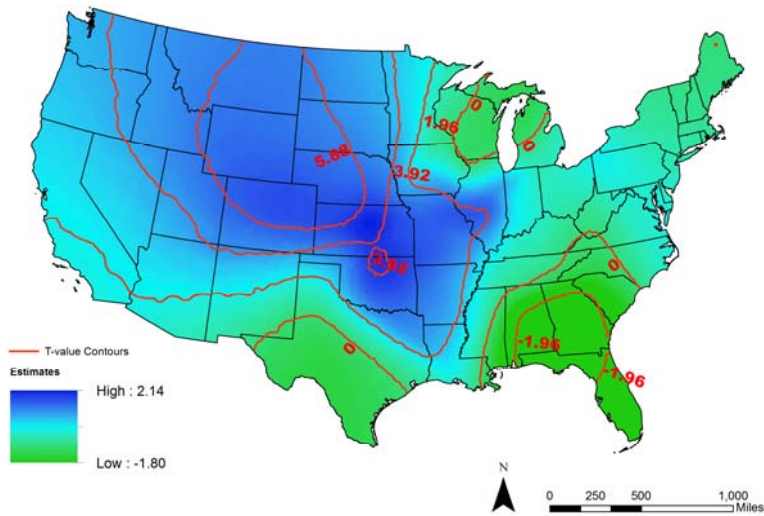 0
1.96
0
5.88
3.92
3.92
0
0
-1.96
-1.96
T-value Contours
Estimates
High : 2.14
Low : -1.80
N
0 250 500 1,000
Miles